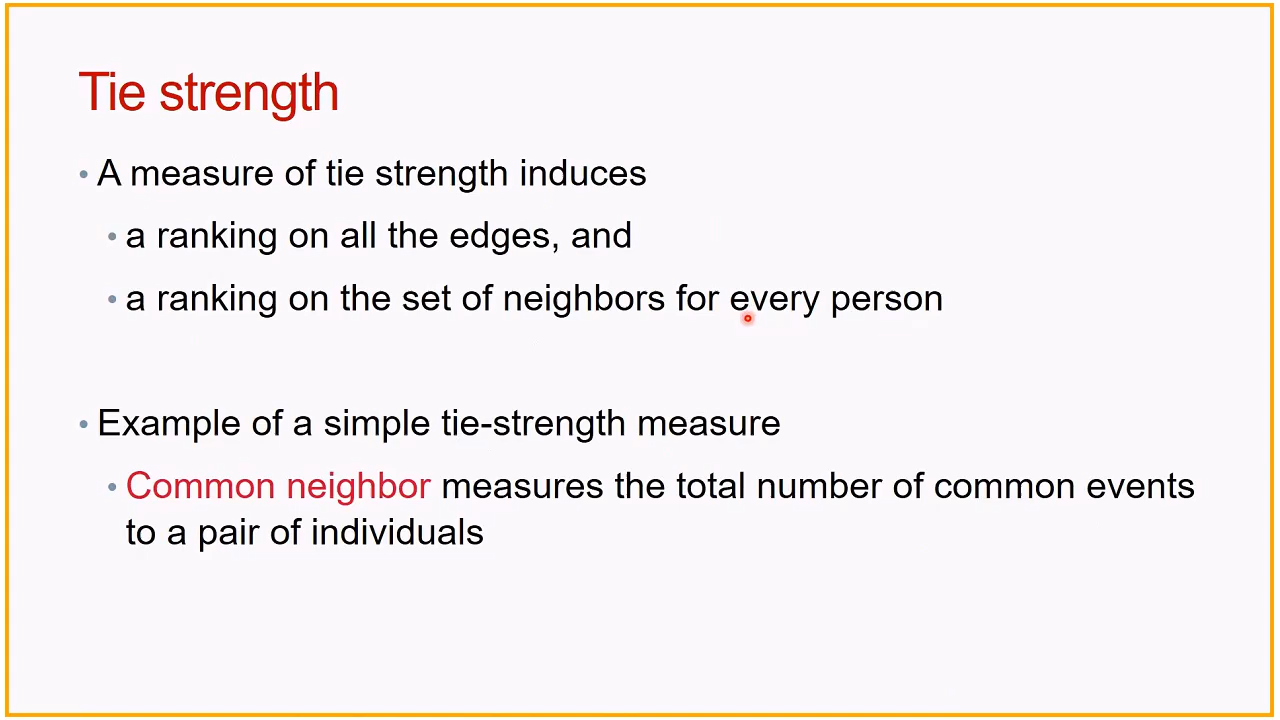 Tie strength
• A measure of tie strength induces
• a ranking on all the edges, and
• a ranking on the set of neighbors for every person
• Example of a simple tie-strength measure
• Common neighbor measures the total number of common events
to a pair of individuals